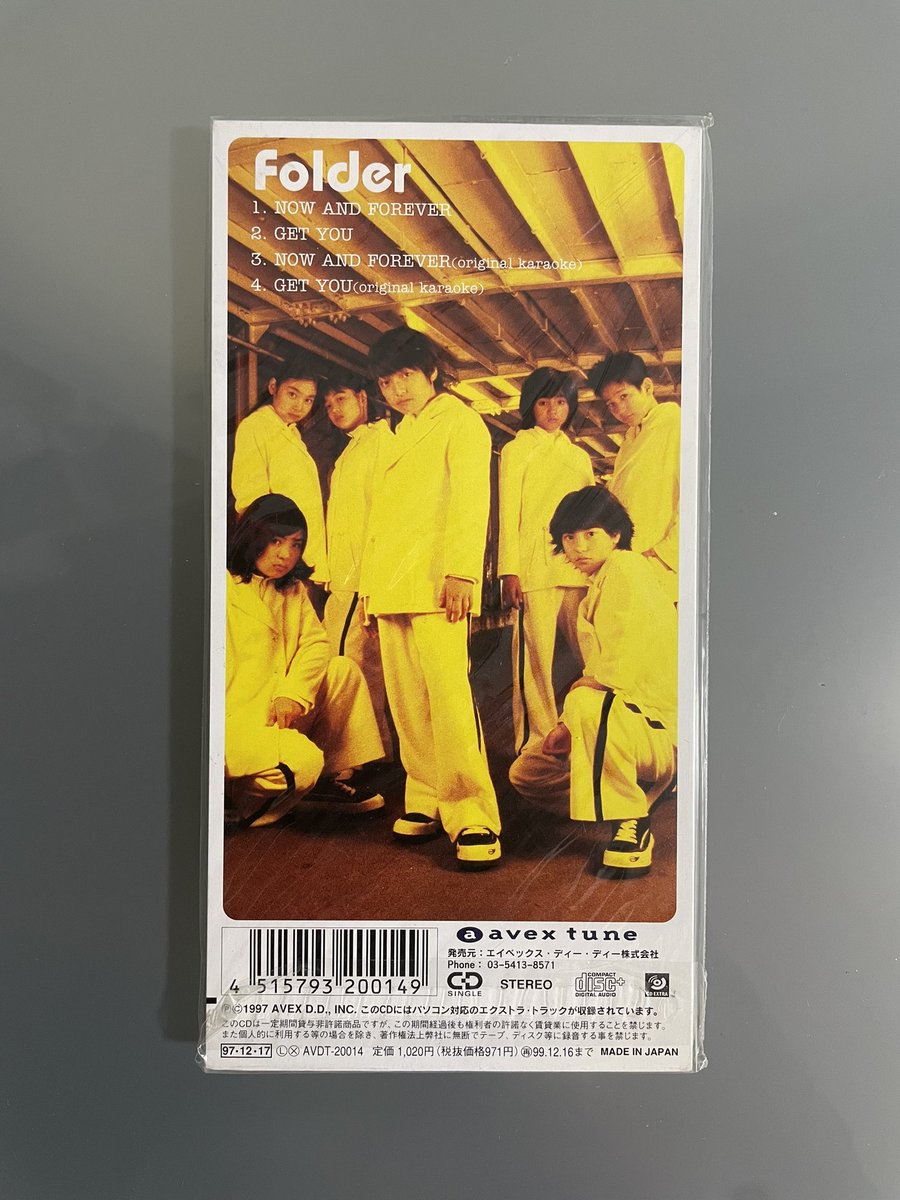 Folder
1. NOW AND FOREVER
2. GET YOU
3. NOW AND FOREVER(original karaoke)
4. GET YOU(original karaoke)
a avex tune
発売元：エイベックス・ディー・ディー株式会社
Phone： 03-5413-8571
4 515793 200149
CD SINGLE
STEREO
COMPACT disc+ DIGITAL AUDIO
CD EXTRA
Ⓟ©1997 AVEX D.D., INC. このCDにはパソコン対応のエクストラ・トラックが収録されています。
このCDは一定期間貸与非許諾商品ですが、この期間経過後も権利者の許諾なく賃貸業に使用することを禁じます。
また個人的に利用する等の場合を除き、著作権法上弊社に無断でテープ、ディスク等に録音する事を禁じます。
97・12・17 Ⓛ Ⓧ AVDT-20014 定価 1,020円(税抜価格971円) ㊢99.12.16まで MADE IN JAPAN